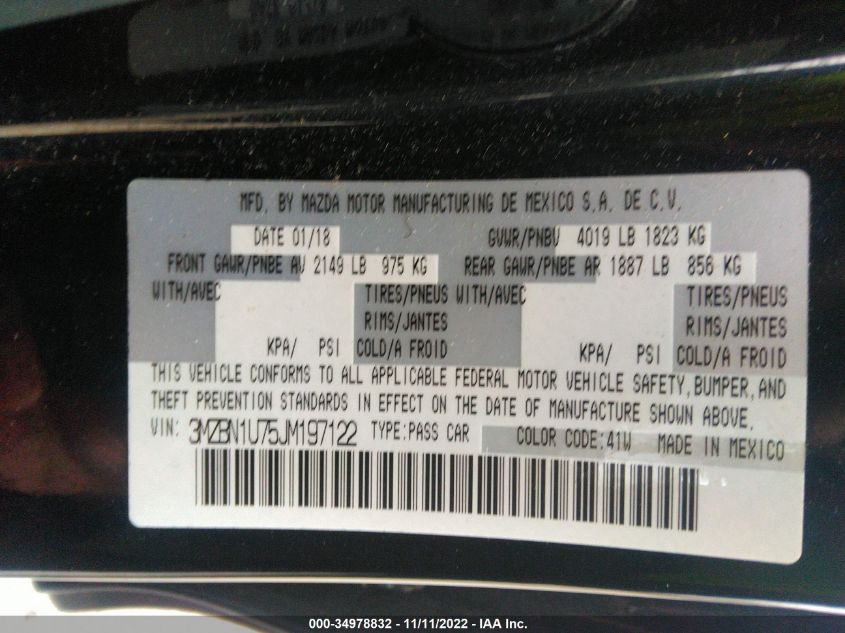 MFD. BY MAZDA MOTOR MANUFACTURING DE MEXICO S.A. DE C.V.
DATE 01/18 GVWR/PNBV 4019 LB 1823 KG
FRONT GAWR/PNBE AV 2149 LB 975 KG REAR GAWR/PNBE AR 1887 LB 856 KG
WITH/AVEC TIRES/PNEUS WITH/AVEC TIRES/PNEUS
RIMS/JANTES RIMS/JANTES
KPA/ PSI COLD/A FROID KPA/ PSI COLD/A FROID
THIS VEHICLE CONFORMS TO ALL APPLICABLE FEDERAL MOTOR VEHICLE SAFETY, BUMPER, AND
THEFT PREVENTION STANDARDS IN EFFECT ON THE DATE OF MANUFACTURE SHOWN ABOVE.
VIN: 3MZBN1U75JM197122 TYPE:PASS CAR COLOR CODE:41W MADE IN MEXICO
000-34978832 - 11/11/2022 - IAA Inc.